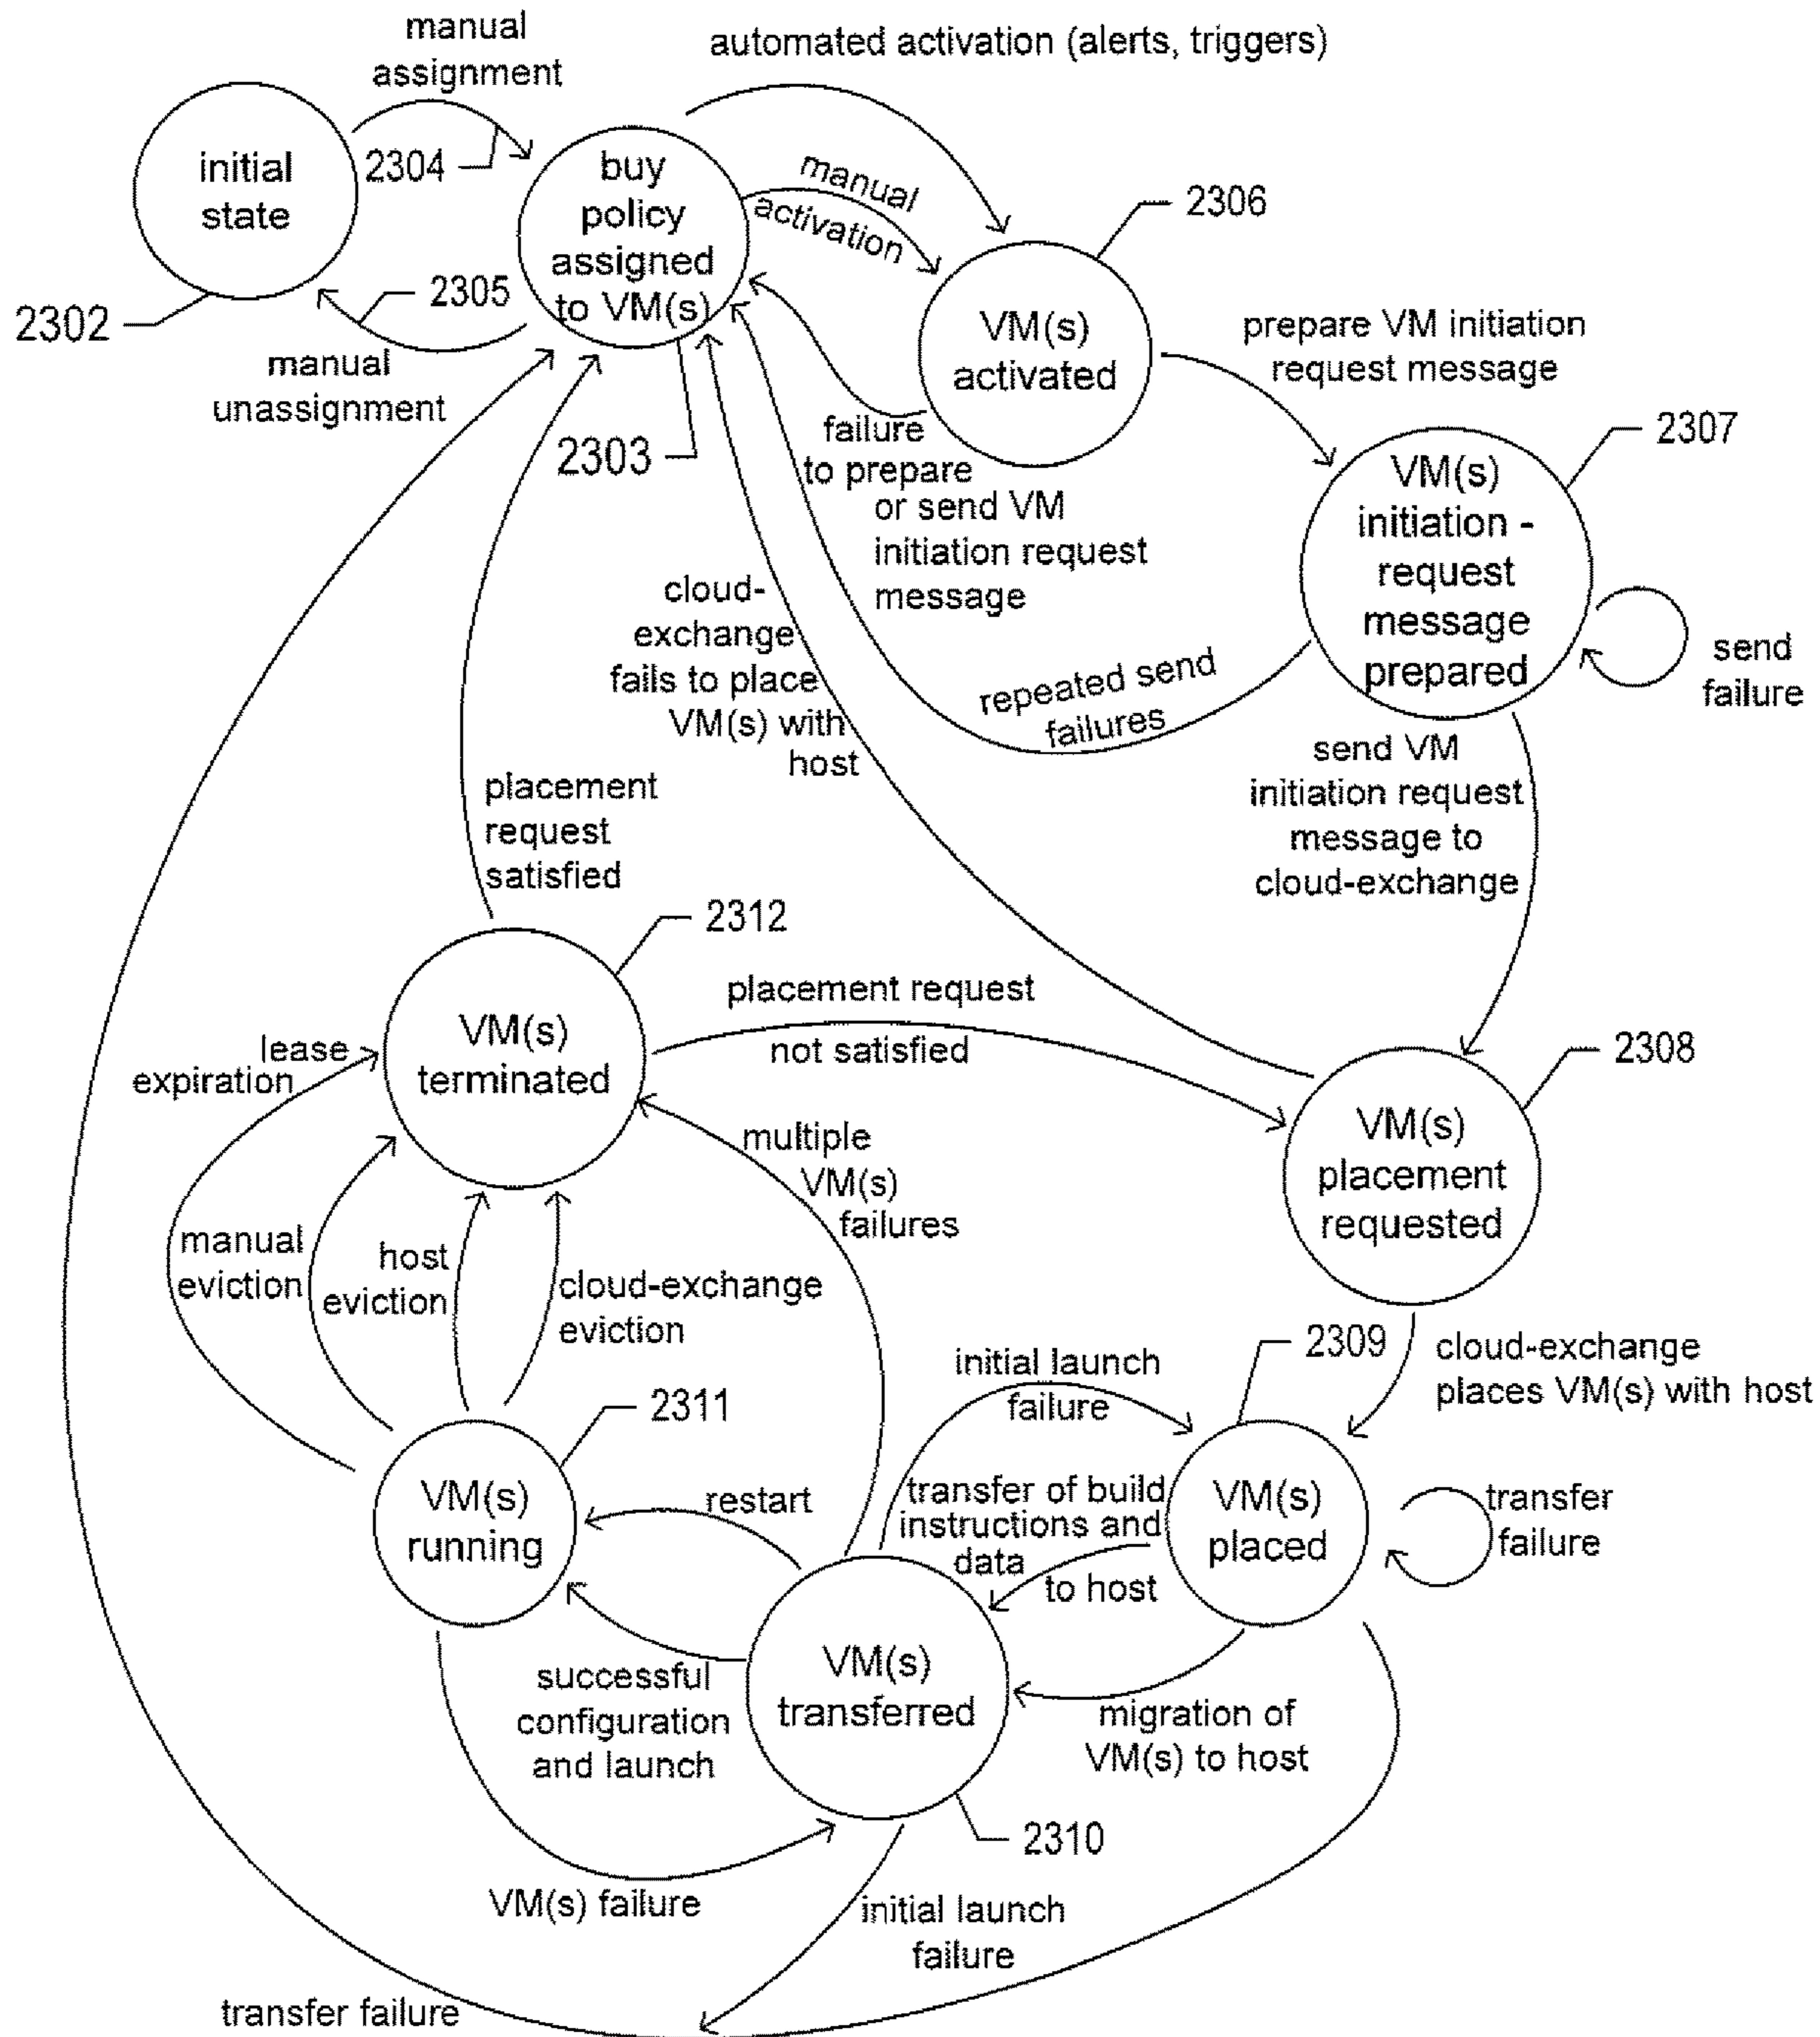 manual
assignment
automated activation (alerts, triggers)
initial
state
2304
buy
policy
assigned
to VM(s)
manual
activation
2306
2302
2305
manual
unassignment
2303
VM(s)
activated
prepare VM initiation
request message
2307
failure
to prepare
or send VM
initiation request
message
VM(s)
initiation -
request
message
prepared
send
failure
cloud-
exchange
fails to place
VM(s) with
host
repeated send
failures
send VM
initiation request
message to
cloud-exchange
placement
request
satisfied
2312
placement request
not satisfied
VM(s)
terminated
lease
expiration
2308
VM(s)
placement
requested
multiple
VM(s)
failures
manual
eviction
host
eviction
cloud-exchange
eviction
2309
cloud-exchange
places VM(s) with host
initial launch
failure
2311
VM(s)
running
restart
transfer of build
instructions and
data
to host
VM(s)
placed
transfer
failure
successful
configuration
and launch
VM(s)
transferred
migration of
VM(s) to host
2310
VM(s) failure
initial launch
failure
transfer failure